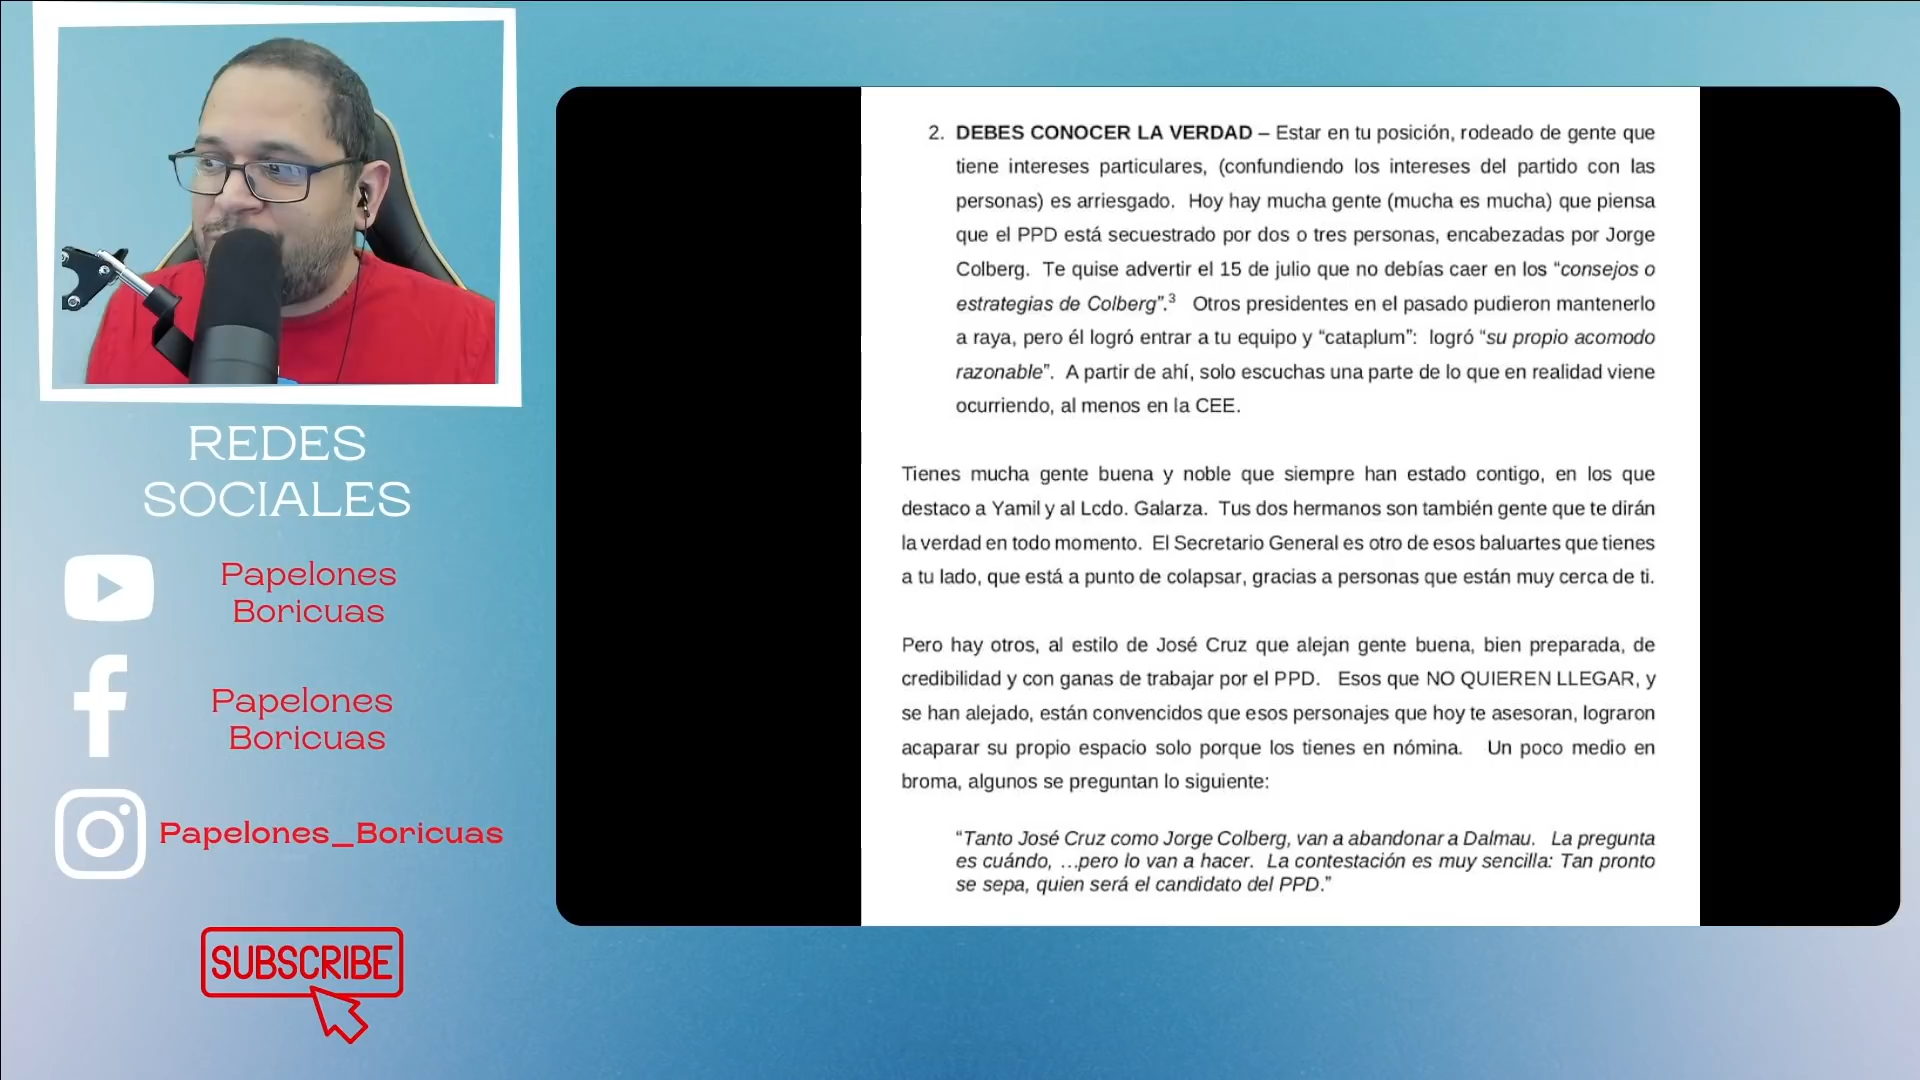 REDES
SOCIALES
Papelones
Boricuas
Papelones
Boricuas
Papelones_Boricuas
SUBSCRIBE
2. DEBES CONOCER LA VERDAD – Estar en tu posición, rodeado de gente que
tiene intereses particulares, (confundiendo los intereses del partido con las
personas) es arriesgado. Hoy hay mucha gente (mucha es mucha) que piensa
que el PPD está secuestrado por dos o tres personas, encabezadas por Jorge
Colberg. Te quise advertir el 15 de julio que no debías caer en los “consejos o
estrategias de Colberg”.³ Otros presidentes en el pasado pudieron mantenerlo
a raya, pero él logró entrar a tu equipo y “cataplum”: logró “su propio acomodo
razonable”. A partir de ahí, solo escuchas una parte de lo que en realidad viene
ocurriendo, al menos en la CEE.
Tienes mucha gente buena y noble que siempre han estado contigo, en los que
destaco a Yamil y al Lcdo. Galarza. Tus dos hermanos son también gente que te dirán
la verdad en todo momento. El Secretario General es otro de esos baluartes que tienes
a tu lado, que está a punto de colapsar, gracias a personas que están muy cerca de ti.
Pero hay otros, al estilo de José Cruz que alejan gente buena, bien preparada, de
credibilidad y con ganas de trabajar por el PPD. Esos que NO QUIEREN LLEGAR, y
se han alejado, están convencidos que esos personajes que hoy te asesoran, lograron
acaparar su propio espacio solo porque los tienes en nómina. Un poco medio en
broma, algunos se preguntan lo siguiente:
“Tanto José Cruz como Jorge Colberg, van a abandonar a Dalmau. La pregunta
es cuándo, …pero lo van a hacer. La contestación es muy sencilla: Tan pronto
se sepa, quien será el candidato del PPD.”